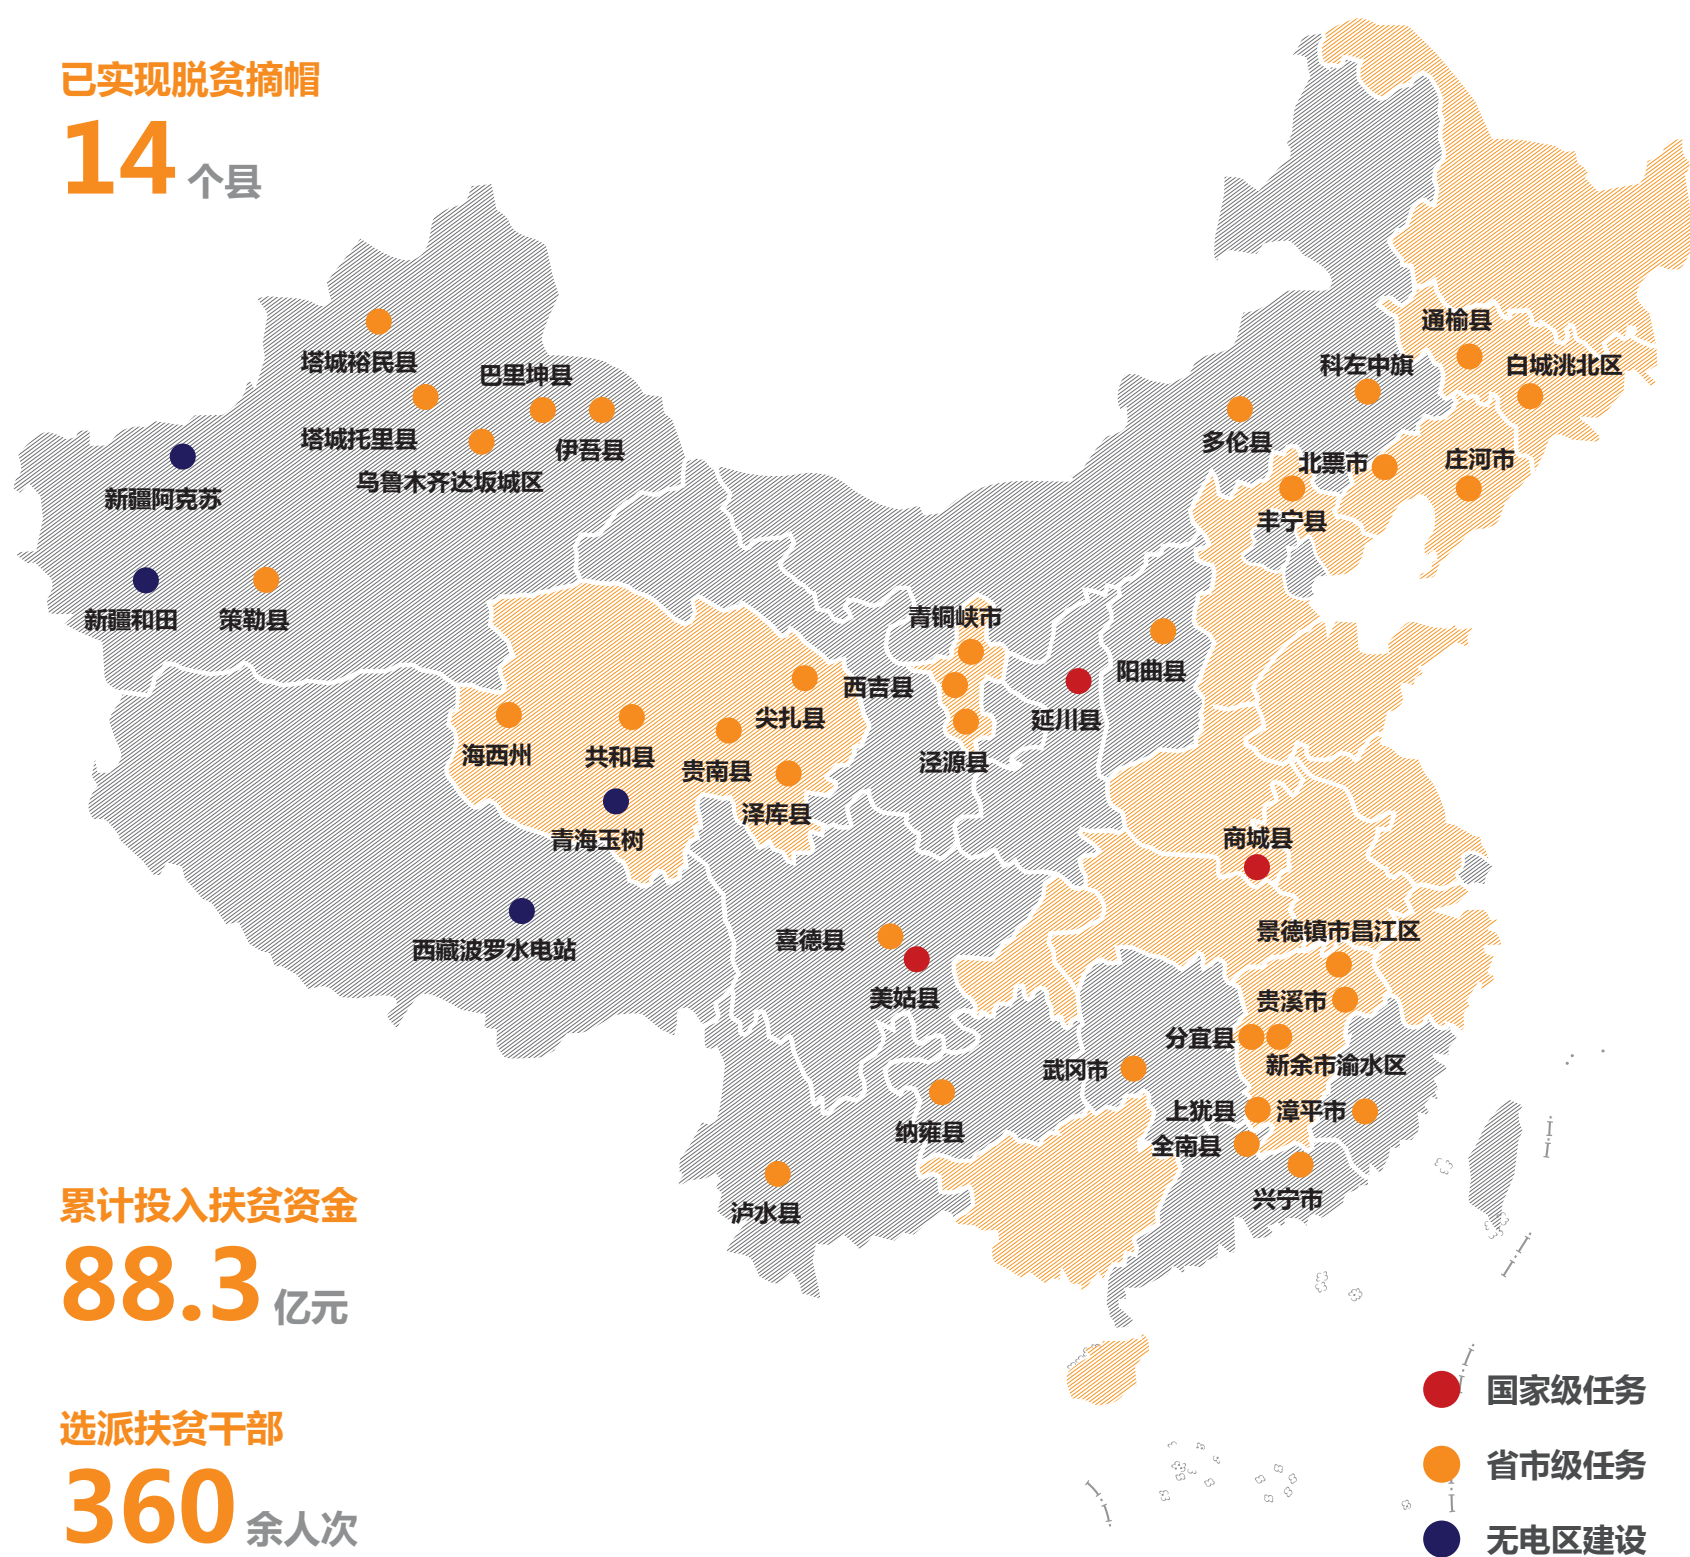 已实现脱贫摘帽
14 个县
塔城裕民县
巴里坤县
塔城托里县
伊吾县
乌鲁木齐达坂城区
新疆阿克苏
新疆和田
策勒县
通榆县
科左中旗
白城洮北区
多伦县
北票市
庄河市
丰宁县
青铜峡市
阳曲县
西吉县
延川县
泾源县
尖扎县
海西州
共和县
贵南县
泽库县
青海玉树
商城县
西藏波罗水电站
喜德县
美姑县
景德镇市昌江区
贵溪市
分宜县
新余市渝水区
武冈市
上犹县
漳平市
纳雍县
全南县
兴宁市
泸水县
累计投入扶贫资金
88.3 亿元
选派扶贫干部
360 余人次
国家级任务
省市级任务
无电区建设